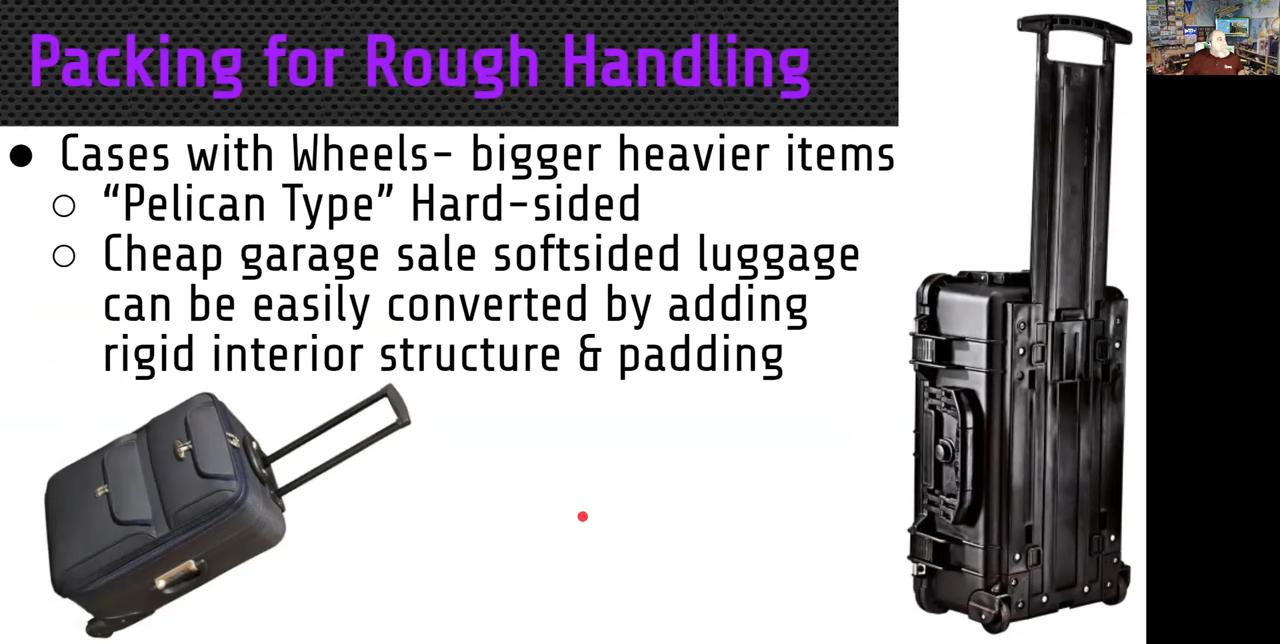 Packing for Rough Handling
● Cases with Wheels- bigger heavier items
○ “Pelican Type” Hard-sided
○ Cheap garage sale softsided luggage
can be easily converted by adding
rigid interior structure & padding